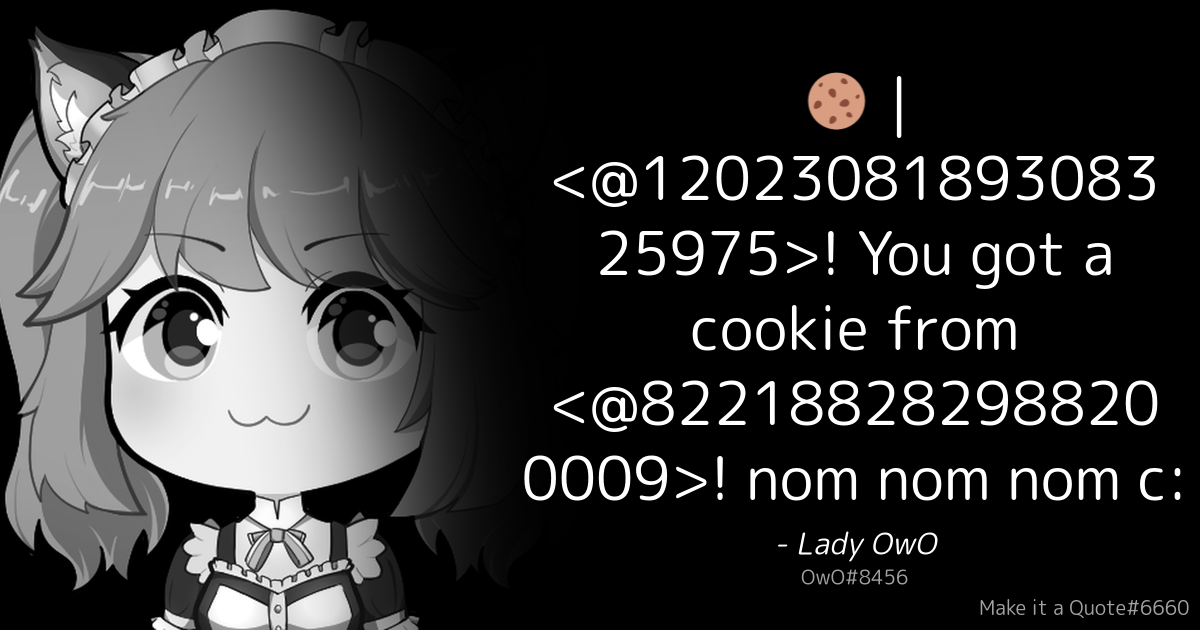 🍪 |
<@12023081893083
25975>! You got a
cookie from
<@82218828298820
0009>! nom nom nom c:
- Lady OwO
OwO#8456
Make it a Quote#6660